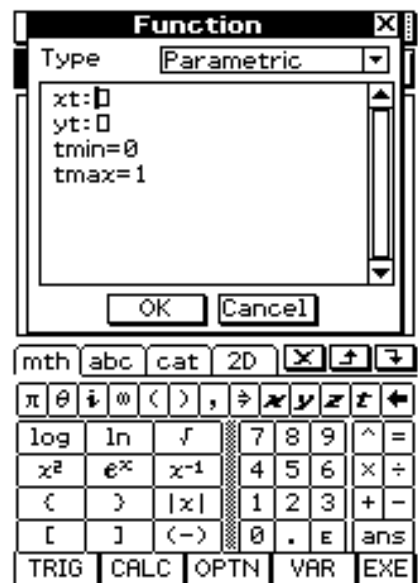 Function X
Type Parametric ▼
xt:□
yt:□
tmin=0
tmax=1
OK Cancel
mth abc cat 2D X
π θ i ∞ ( ) , ⇒ x y z t ←
log ln √ 7 8 9 ^ =
x² eˣ x⁻¹ 4 5 6 × ÷
( ) |x| 1 2 3 + −
[ ] (−) 0 . E ans
TRIG CALC OPTN VAR EXE